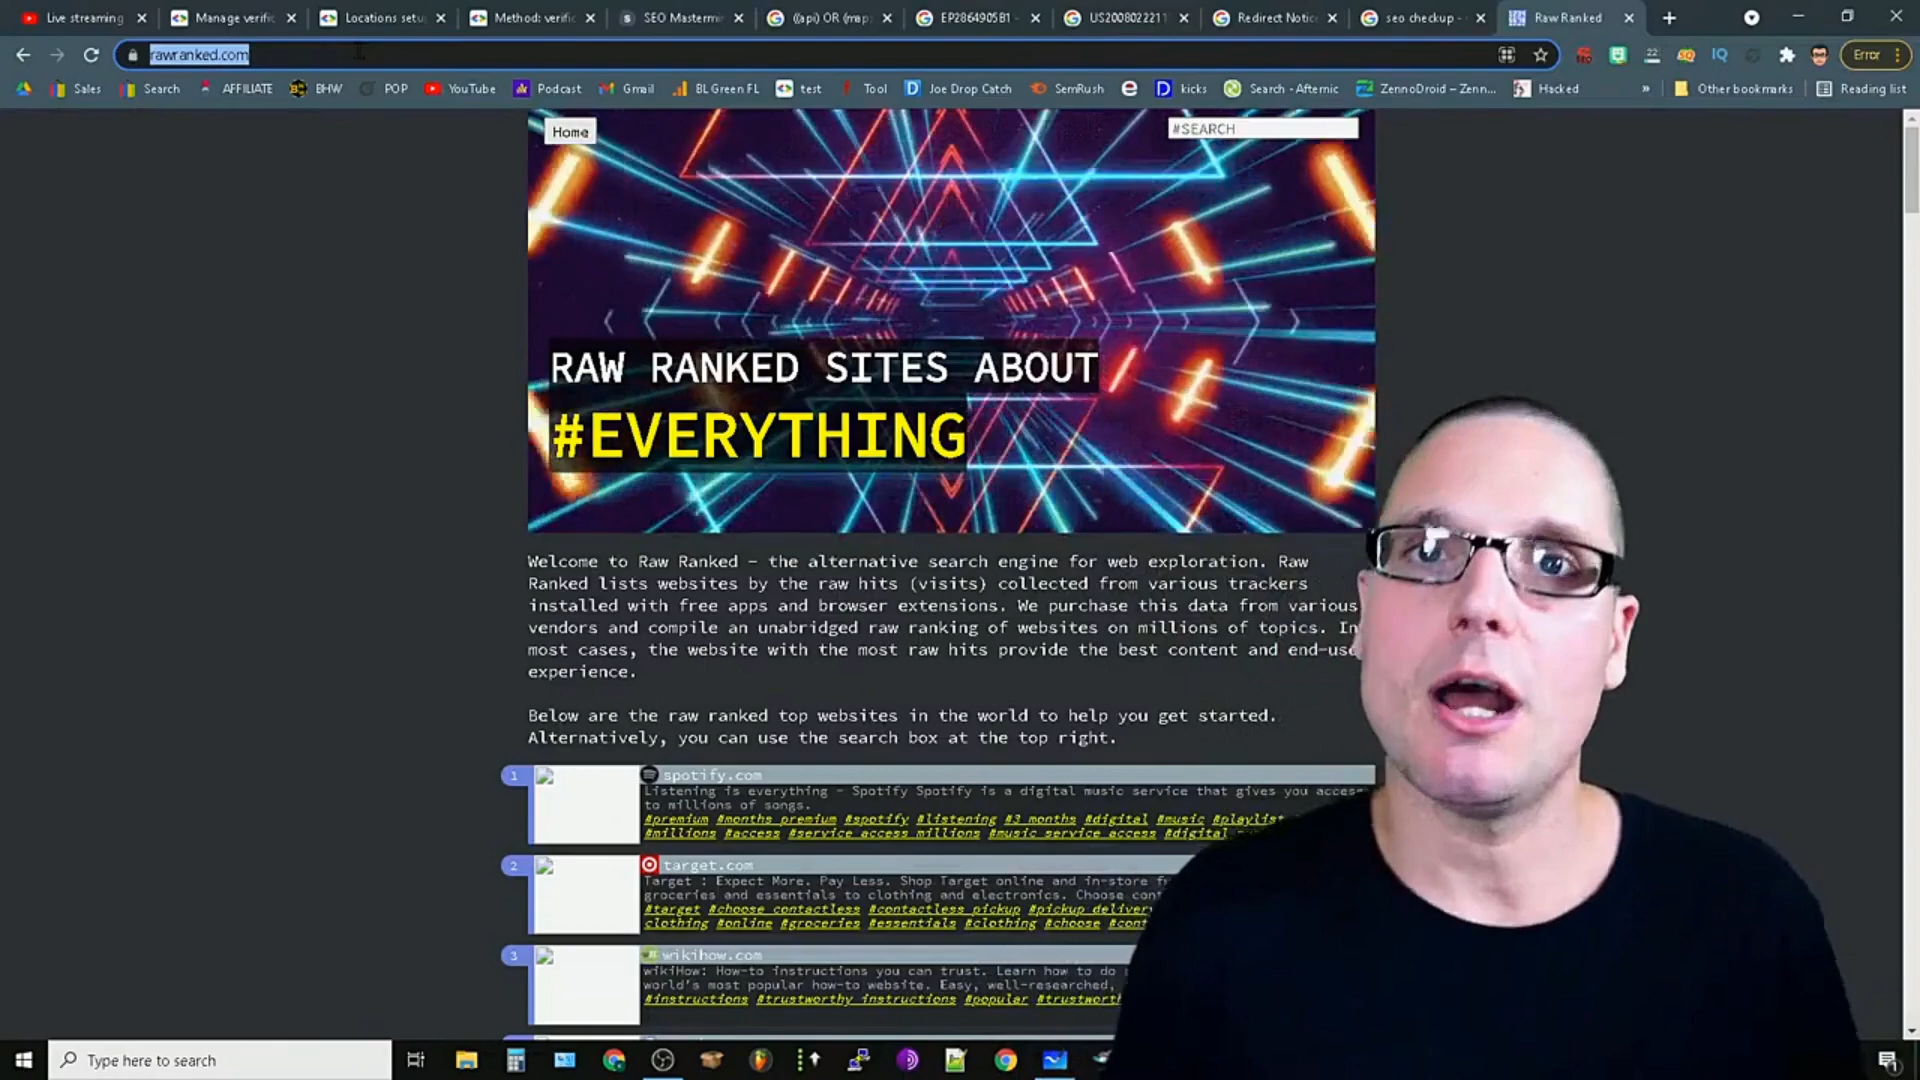 Live streaming
Manage verific
Locations setu
Method: verific
SEO Mastermi
((api) OR (map
EP2864905B1 -
US2008022211
Redirect Notic
seo checkup -
Raw Ranked
rawranked.com
Error
Sales
Search
AFFILIATE
BHW
POP
YouTube
Podcast
Gmail
BL Green FL
test
Tool
Joe Drop Catch
SemRush
kicks
Search - Afternic
ZennoDroid – Zenn...
Hacked
»
Other bookmarks
Reading list
Home
#SEARCH
RAW RANKED SITES ABOUT
#EVERYTHING
Welcome to Raw Ranked – the alternative search engine for web exploration. Raw
Ranked lists websites by the raw hits (visits) collected from various trackers
installed with free apps and browser extensions. We purchase this data from various
vendors and compile an unabridged raw ranking of websites on millions of topics. In
most cases, the website with the most raw hits provide the best content and end-use
experience.
Below are the raw ranked top websites in the world to help you get started.
Alternatively, you can use the search box at the top right.
1
spotify.com
Listening is everything - Spotify Spotify is a digital music service that gives you access
to millions of songs.
#premium #months premium #spotify #listening #3 months #digital #music #playlist
#millions #access #service access millions #music service access #digital
2
target.com
Target : Expect More. Pay Less. Shop Target online and in-store f
groceries and essentials to clothing and electronics. Choose con
#target #choose contactless #contactless pickup #pickup delivery
clothing #online #groceries #essentials #clothing #choose #con
3
wikihow.com
wikiHow: How-to instructions you can trust. Learn how to do
world's most popular how-to website. Easy, well-researched,
#instructions #trustworthy instructions #popular #trustworth
Type here to search